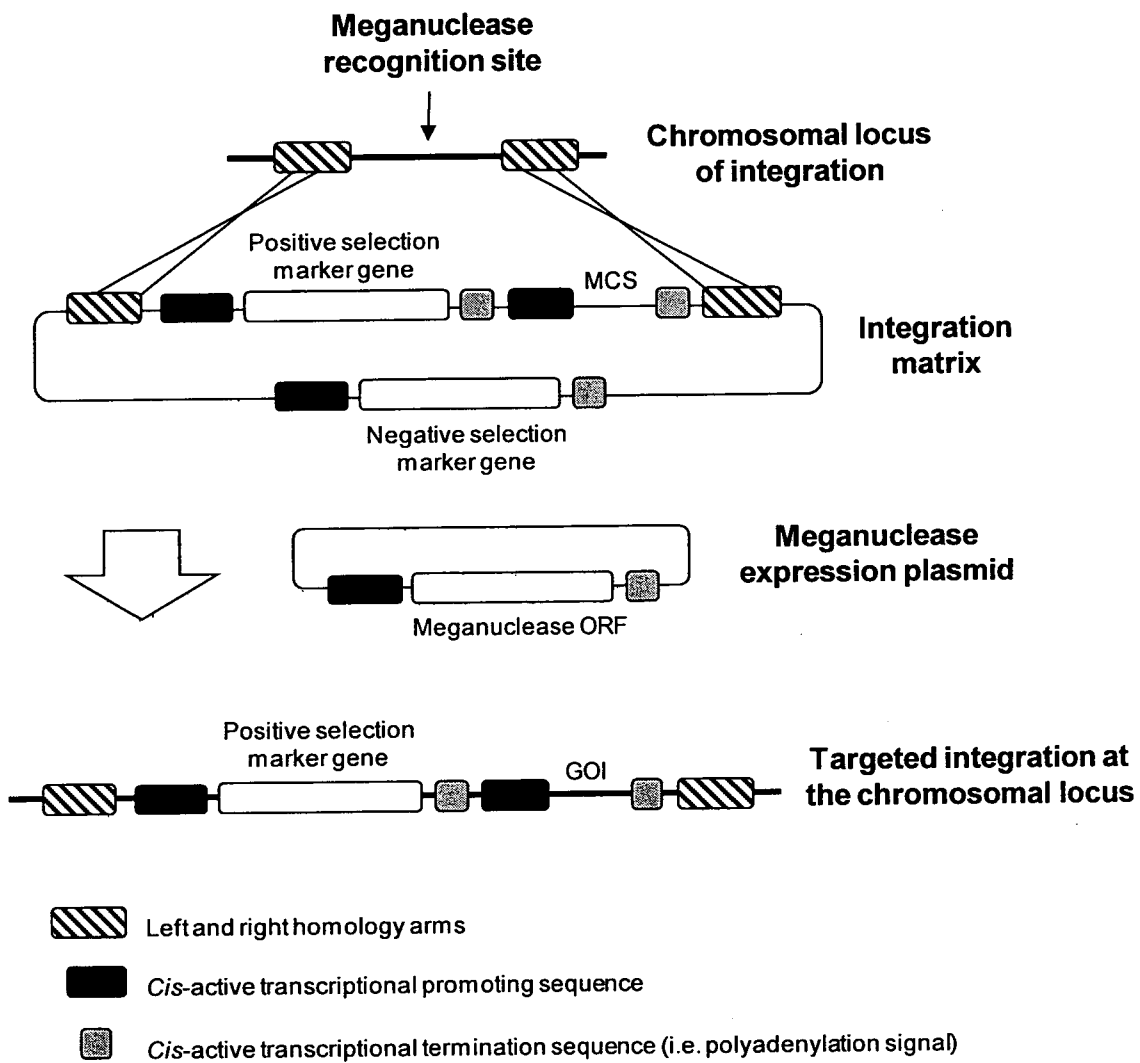 Meganuclease
recognition site
Chromosomal locus
of integration
Positive selection
marker gene
MCS
Integration
matrix
Negative selection
marker gene
Meganuclease
expression plasmid
Meganuclease ORF
Positive selection
marker gene
GOI
Targeted integration at
the chromosomal locus
Left and right homology arms
Cis-active transcriptional promoting sequence
Cis-active transcriptional termination sequence (i.e. polyadenylation signal)